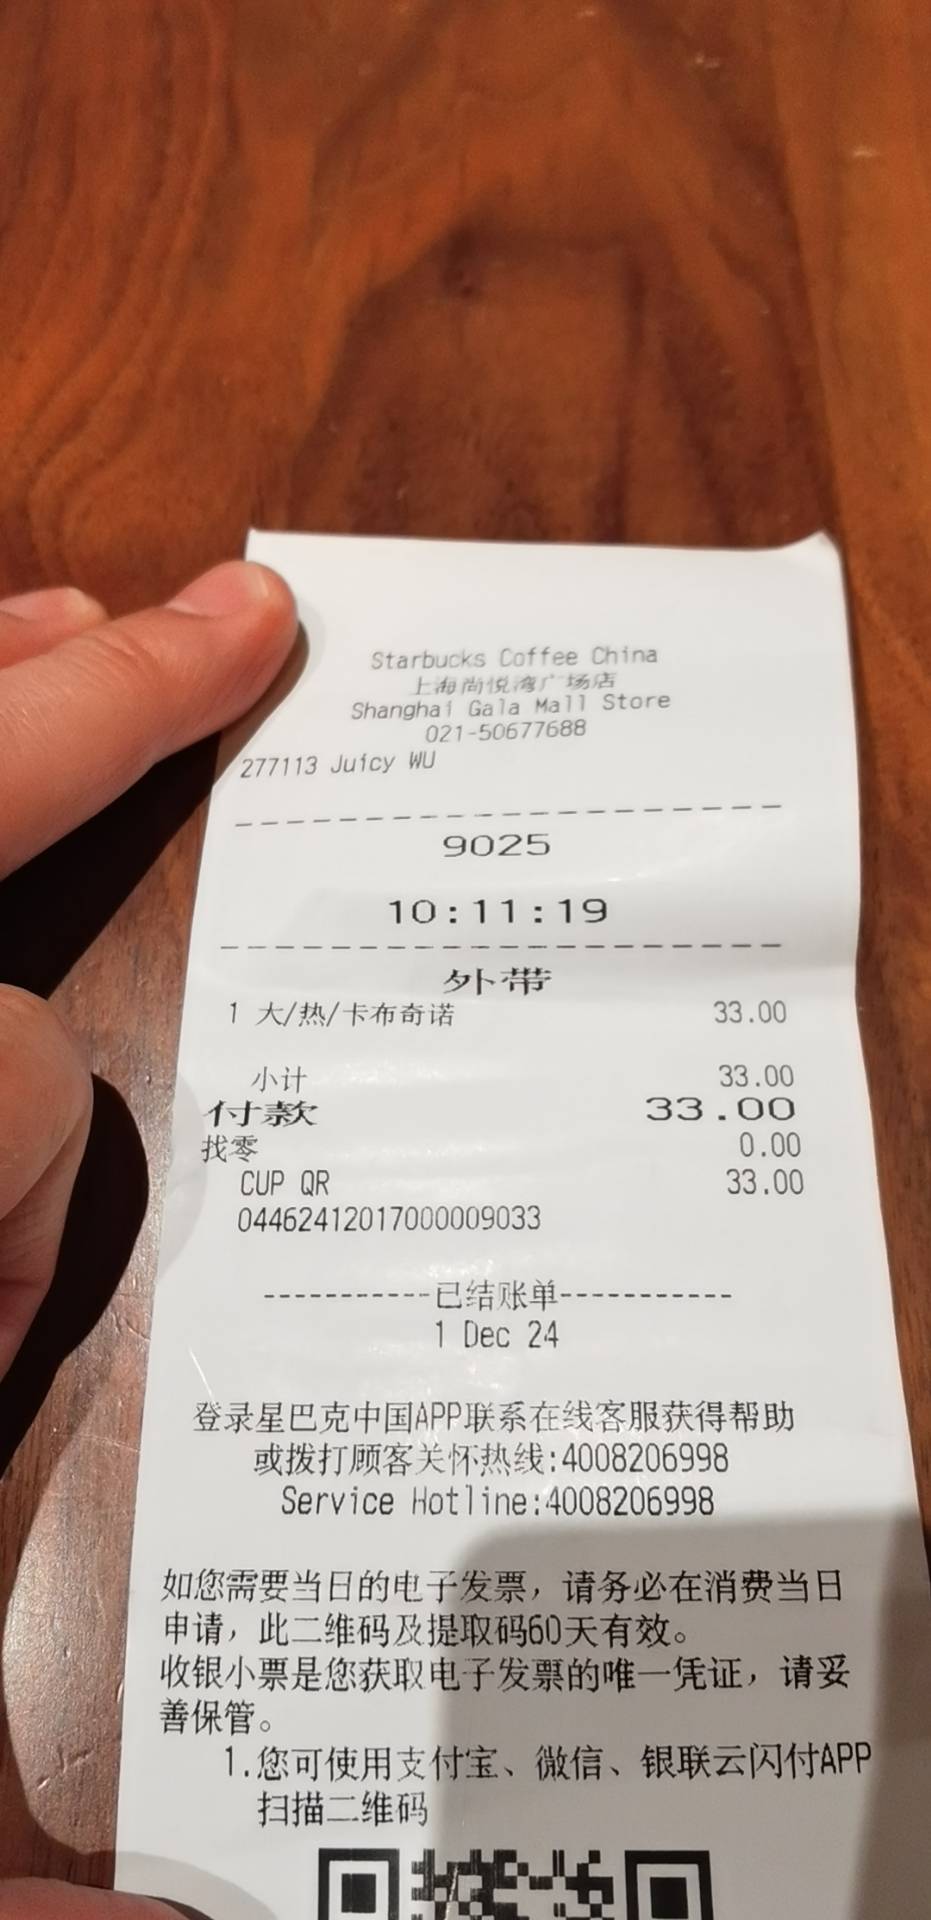 Starbucks Coffee China
上海尚悦湾广场店
Shanghai Gala Mall Store
021-50677688
277113 Juicy WU
9025
10:11:19
外带
1 大/热/卡布奇诺 33.00
小计 33.00
付款 33.00
找零 0.00
CUP QR 33.00
04462412017000009033
-----------已结账单-----------
1 Dec 24
登录星巴克中国APP联系在线客服获得帮助
或拨打顾客关怀热线:4008206998
Service Hotline:4008206998
如您需要当日的电子发票，请务必在消费当日
申请，此二维码及提取码60天有效。
收银小票是您获取电子发票的唯一凭证，请妥
善保管。
1.您可使用支付宝、微信、银联云闪付APP
扫描二维码